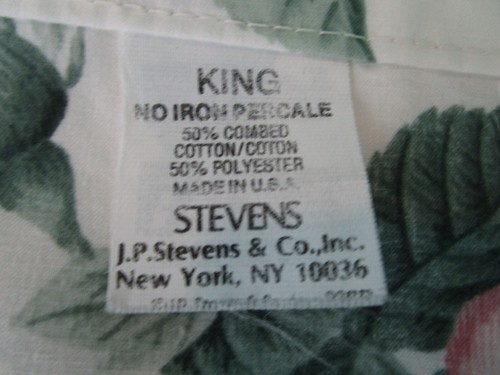 KING
NO IRON PERCALE
50% COMBED
COTTON/COTON
50% POLYESTER
MADE IN U.S.A.
STEVENS
J.P.Stevens & Co.,Inc.
New York, NY 10036